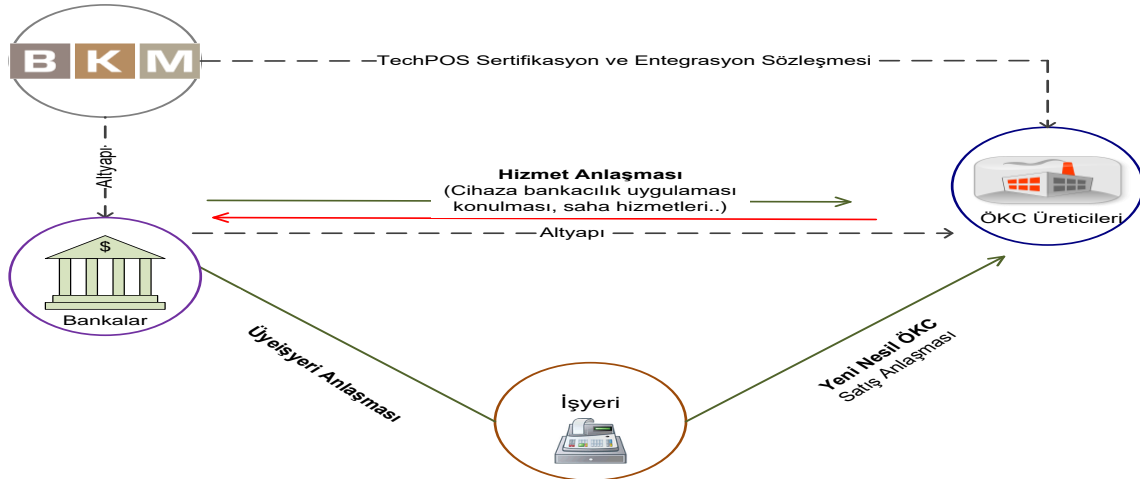 BKM
TechPOS Sertifikasyon ve Entegrasyon Sözleşmesi
Altyapı
Hizmet Anlaşması
(Cihaza bankacılık uygulaması
konulması, saha hizmetleri..)
Altyapı
ÖKC Üreticileri
$
Bankalar
Üyeişyeri Anlaşması
Yeni Nesil ÖKC
Satış Anlaşması
İşyeri